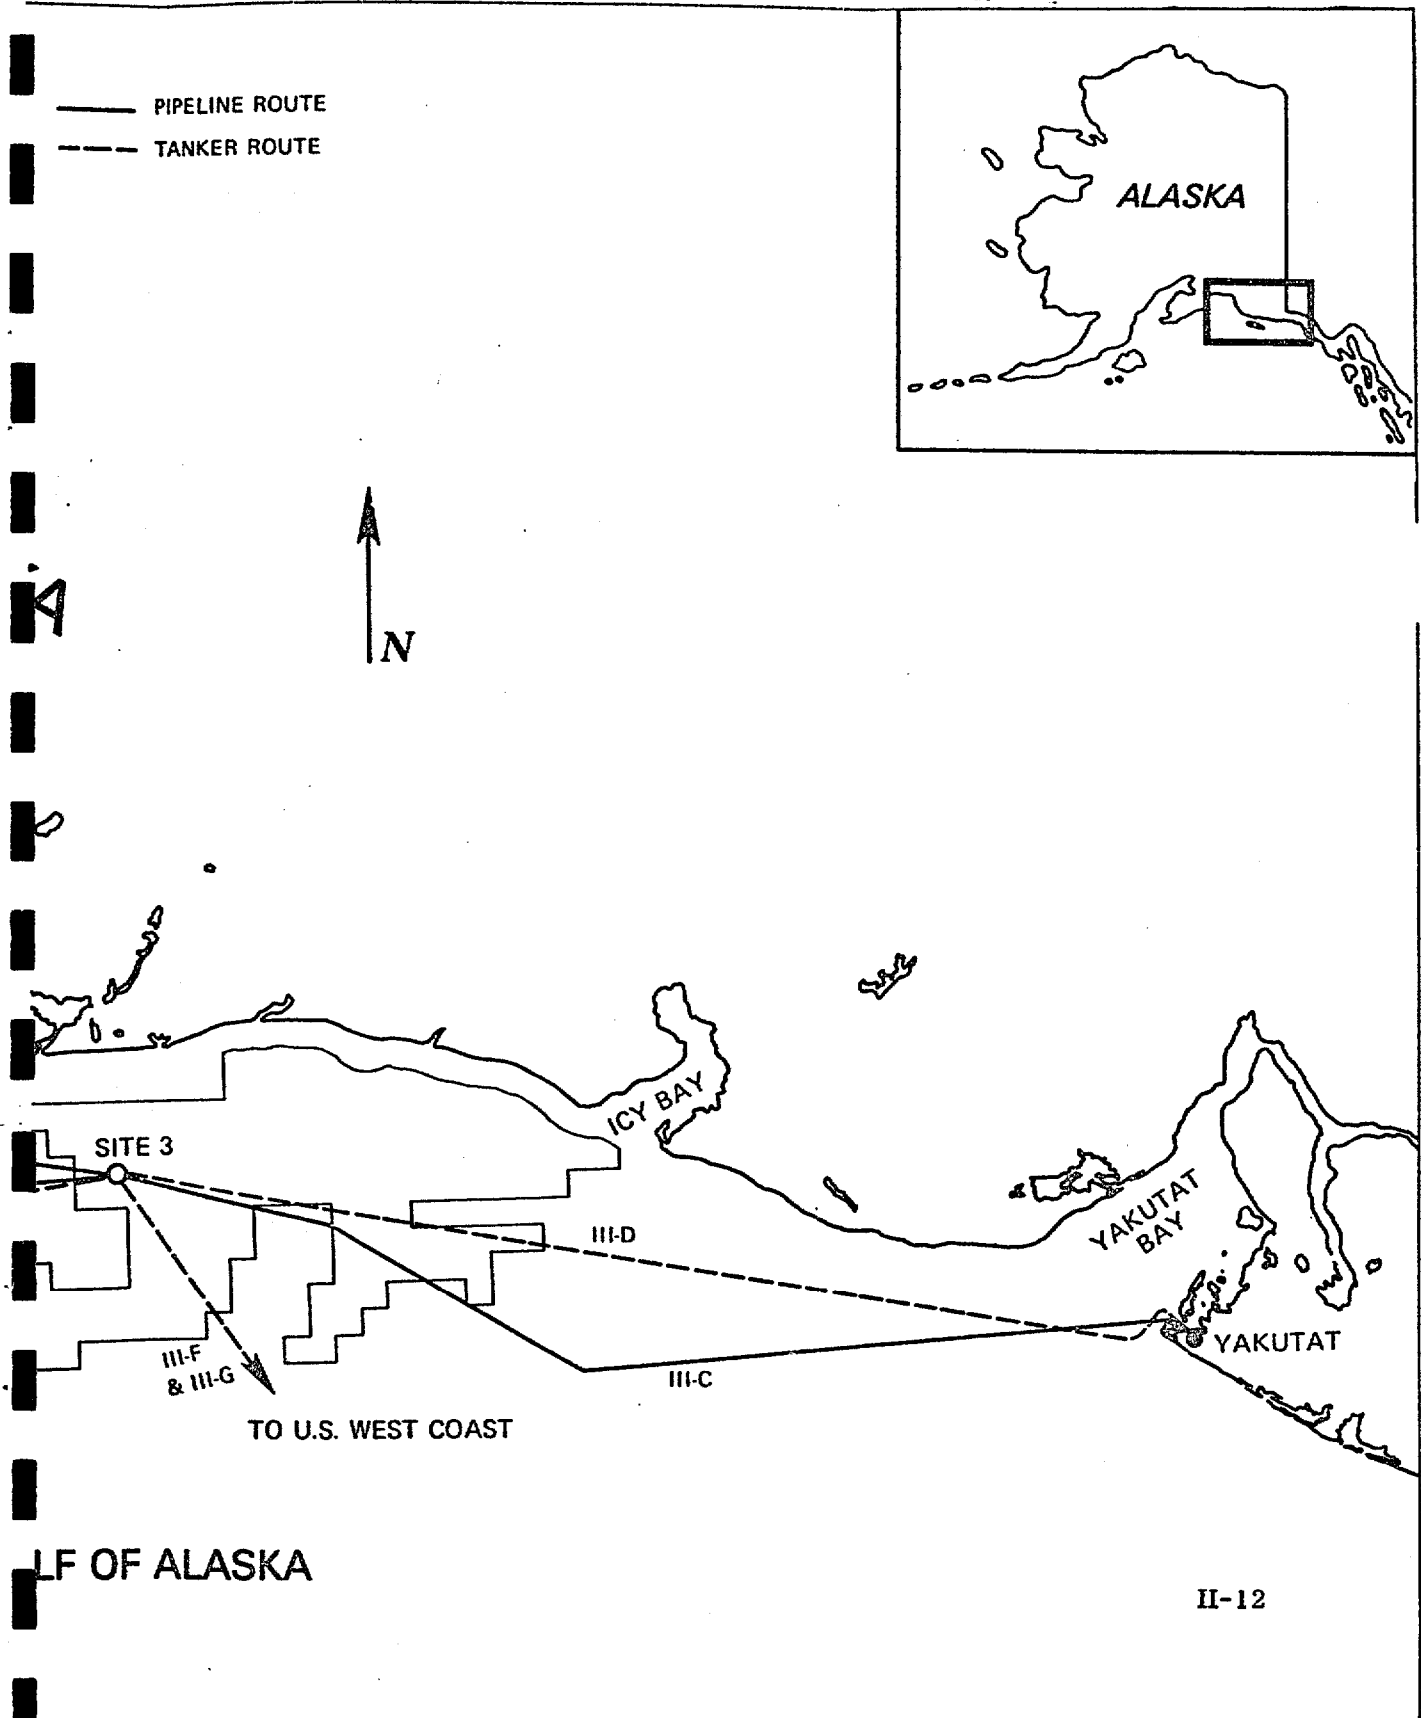 PIPELINE ROUTE
TANKER ROUTE
ALASKA
A
N
ICY BAY
SITE 3
YAKUTAT
BAY
III-D
YAKUTAT
III-F
& III-G
III-C
TO U.S. WEST COAST
LF OF ALASKA
II-12